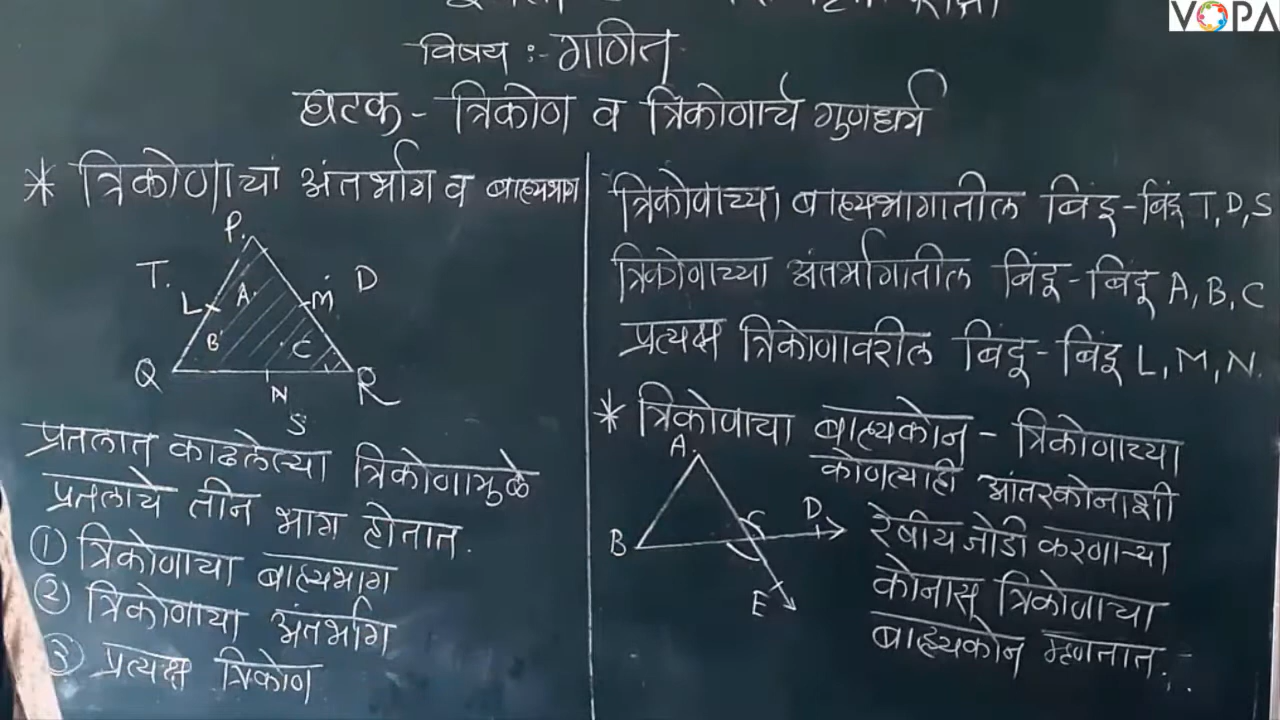 VOPA
विषय :- गणित
घटक - त्रिकोण व त्रिकोणाचे गुणधर्म
* त्रिकोणाचा अंतर्भाग व बाह्यभाग
P.
T.
D
L
A.
M
B
C
Q
R
N
S
प्रतलात काढलेल्या त्रिकोणामुळे
प्रतलाचे तीन भाग होतात.
① त्रिकोणाचा बाह्यभाग
② त्रिकोणाचा अंतर्भाग
③ प्रत्यक्ष त्रिकोण
त्रिकोणाच्या बाह्यभागातील बिंदू - बिंदू T, D, S
त्रिकोणाच्या अंतर्भागातील बिंदू - बिंदू A, B, C
प्रत्यक्ष त्रिकोणावरील बिंदू - बिंदू L, M, N.
* त्रिकोणाचा बाह्यकोन - त्रिकोणाच्या
कोणत्याही आंतरकोनाशी
रेषीय जोडी करणाऱ्या
कोनास त्रिकोणाचा
बाह्यकोन म्हणतात.
A.
B
C
D
E